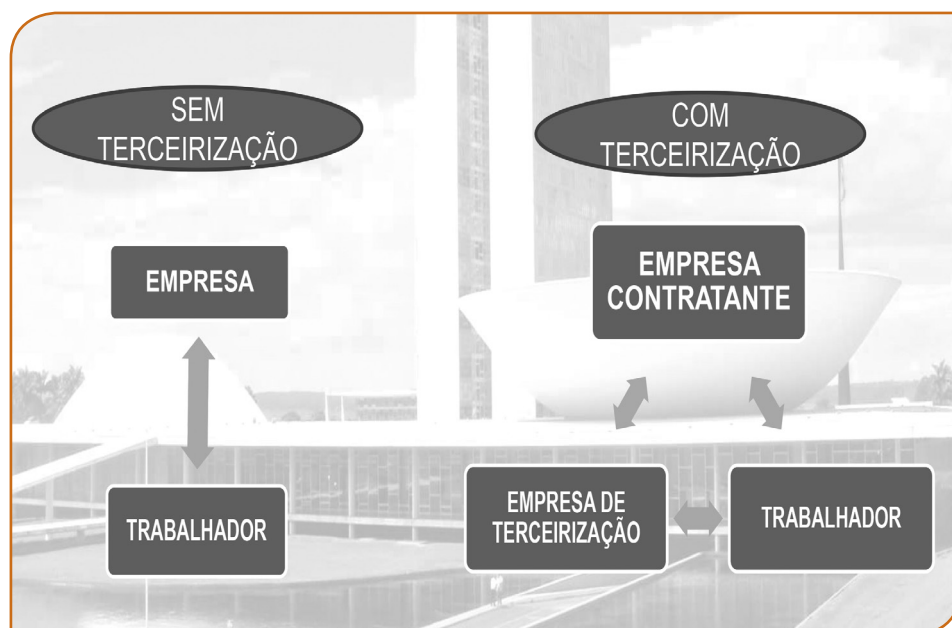 SEM
TERCEIRIZAÇÃO
EMPRESA
TRABALHADOR
COM
TERCEIRIZAÇÃO
EMPRESA
CONTRATANTE
EMPRESA DE
TERCEIRIZAÇÃO
TRABALHADOR